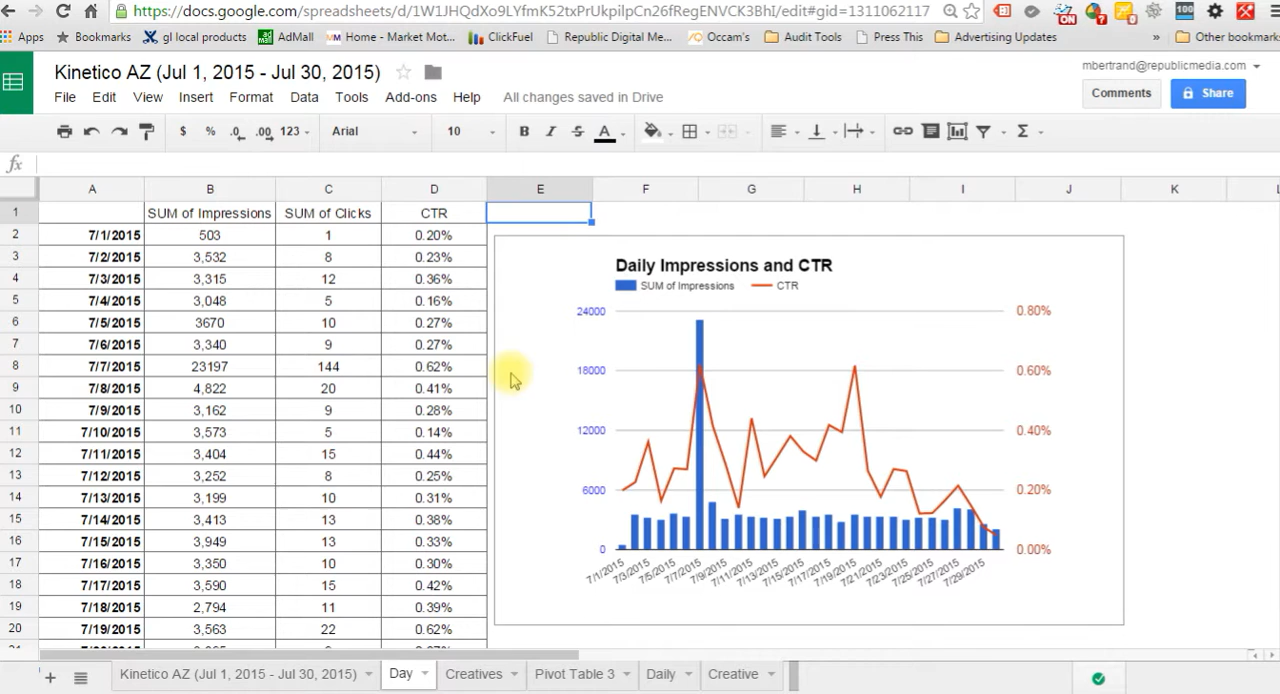 https://docs.google.com/spreadsheets/d/1W1JHQdXo9LYfmK52txPrUkpilpCn26fRegENVCK3BhI/edit#gid=1311062117
ON
7
100
Apps Bookmarks gl local products AdMall Home - Market Mot... ClickFuel Republic Digital Me... Occam's Audit Tools Press This Advertising Updates » Other bookmarks
Kinetico AZ (Jul 1, 2015 - Jul 30, 2015)
mbertrand@republicmedia.com
File Edit View Insert Format Data Tools Add-ons Help All changes saved in Drive
Comments Share
$ % .0 .00 123 Arial 10 B I S A Σ
fx
A B C D E F G H I J K L
1 SUM of Impressions SUM of Clicks CTR
2 7/1/2015 503 1 0.20%
3 7/2/2015 3,532 8 0.23%
4 7/3/2015 3,315 12 0.36%
5 7/4/2015 3,048 5 0.16%
6 7/5/2015 3670 10 0.27%
7 7/6/2015 3,340 9 0.27%
8 7/7/2015 23197 144 0.62%
9 7/8/2015 4,822 20 0.41%
10 7/9/2015 3,162 9 0.28%
11 7/10/2015 3,573 5 0.14%
12 7/11/2015 3,404 15 0.44%
13 7/12/2015 3,252 8 0.25%
14 7/13/2015 3,199 10 0.31%
15 7/14/2015 3,413 13 0.38%
16 7/15/2015 3,949 13 0.33%
17 7/16/2015 3,350 10 0.30%
18 7/17/2015 3,590 15 0.42%
19 7/18/2015 2,794 11 0.39%
20 7/19/2015 3,563 22 0.62%
Daily Impressions and CTR
SUM of Impressions CTR
24000 0.80%
18000 0.60%
12000 0.40%
6000 0.20%
0 0.00%
7/1/2015 7/3/2015 7/5/2015 7/7/2015 7/9/2015 7/11/2015 7/13/2015 7/15/2015 7/17/2015 7/19/2015 7/21/2015 7/23/2015 7/25/2015 7/27/2015 7/29/2015
+ Kinetico AZ (Jul 1, 2015 - Jul 30, 2015) Day Creatives Pivot Table 3 Daily Creative